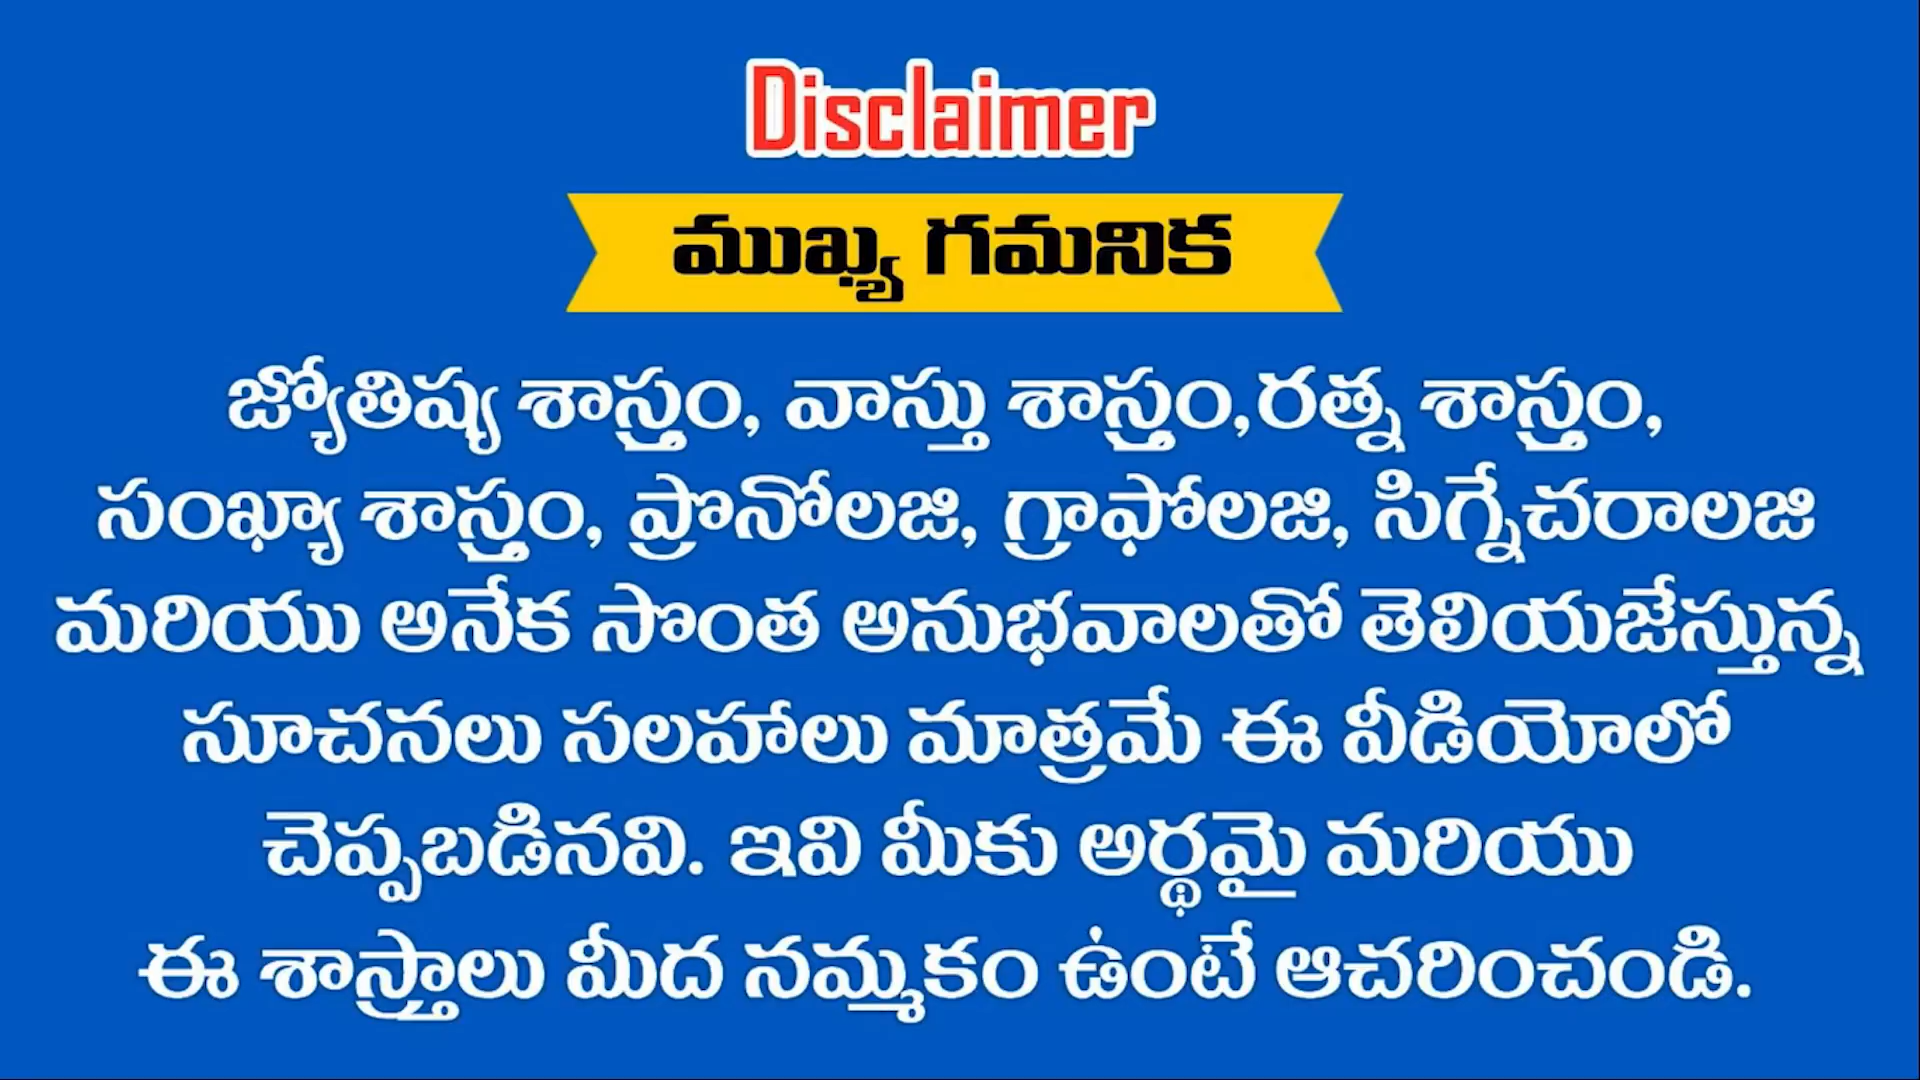 Disclaimer
ముఖ్య గమనిక
జ్యోతిష్య శాస్త్రం, వాస్తు శాస్త్రం,రత్న శాస్త్రం,
సంఖ్యా శాస్త్రం, ప్రొనోలజి, గ్రాఫోలజి, సిగ్నేచరాలజి
మరియు అనేక సొంత అనుభవాలతో తెలియజేస్తున్న
సూచనలు సలహాలు మాత్రమే ఈ వీడియోలో
చెప్పబడినవి. ఇవి మీకు అర్థమై మరియు
ఈ శాస్త్రాలు మీద నమ్మకం ఉంటే ఆచరించండి.